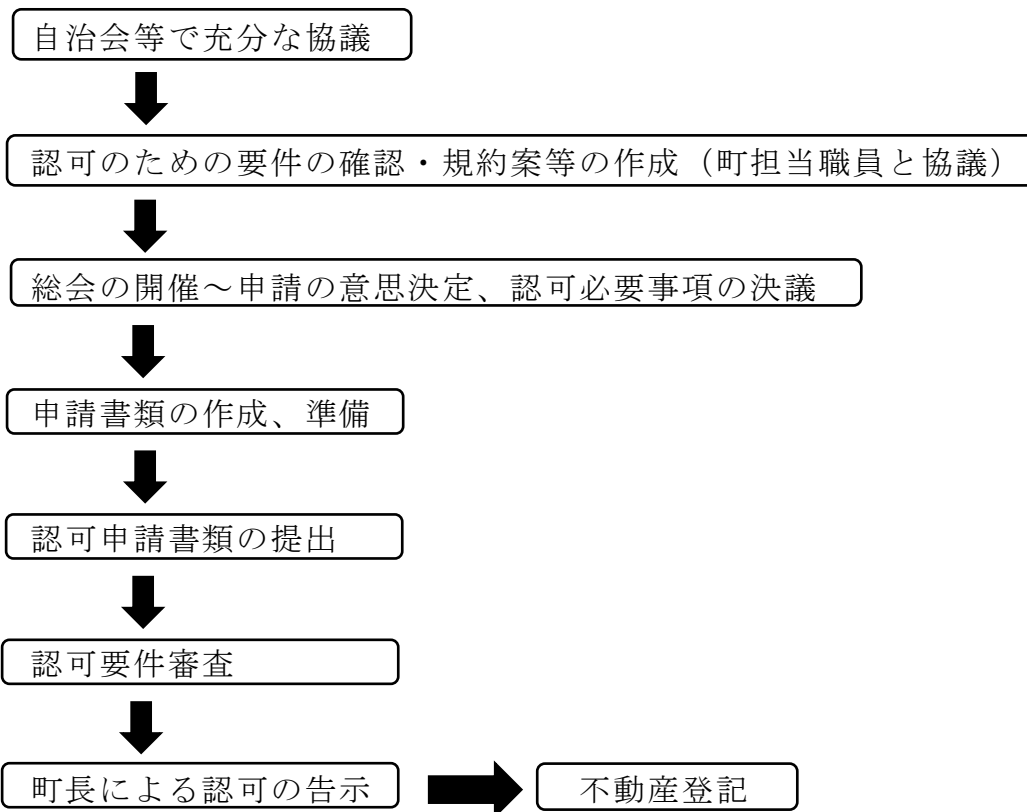 自治会等で充分な協議
認可のための要件の確認・規約案等の作成（町担当職員と協議）
総会の開催～申請の意思決定、認可必要事項の決議
申請書類の作成、準備
認可申請書類の提出
認可要件審査
町長による認可の告示
不動産登記